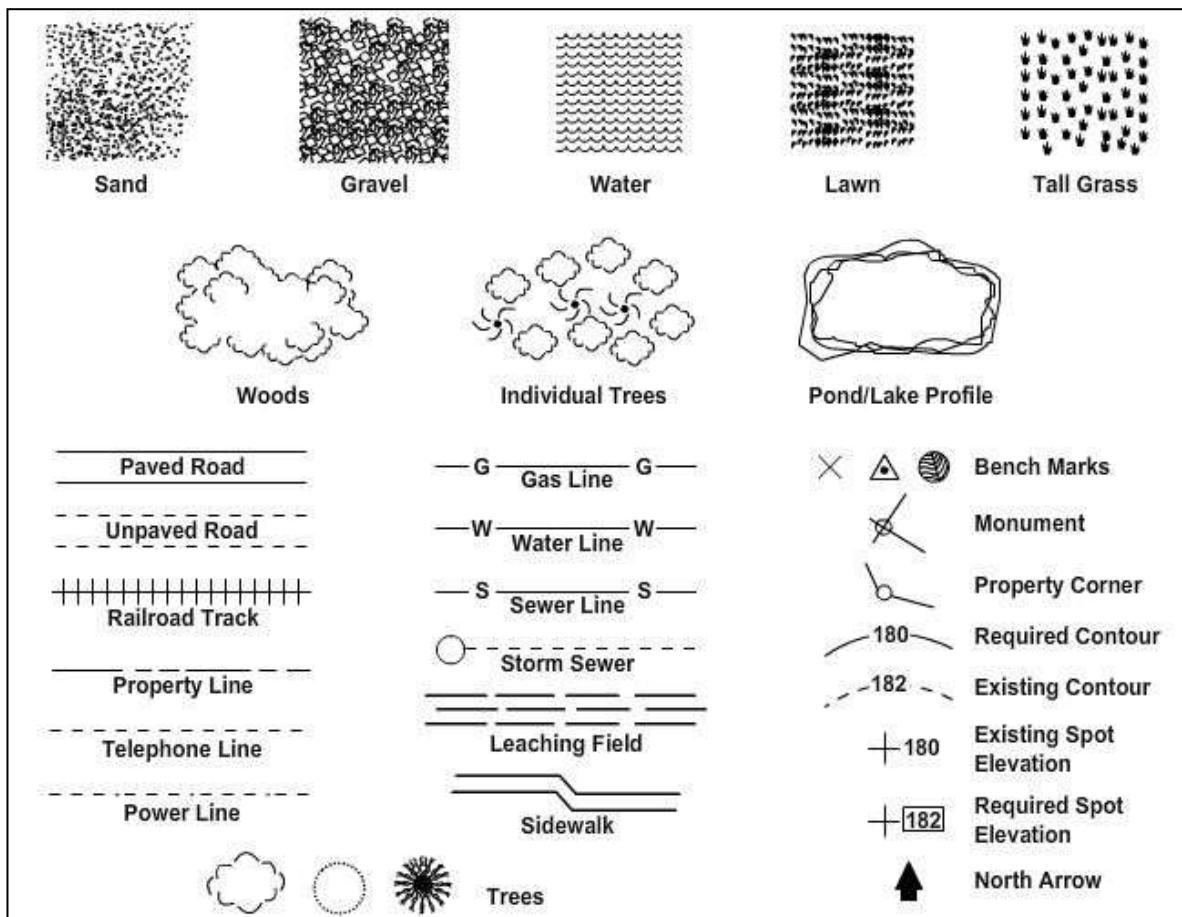 Sand
Gravel
Water
Lawn
Tall Grass
Woods
Individual Trees
Pond/Lake Profile
Paved Road
G G
Gas Line
Bench Marks
Unpaved Road
W W
Water Line
Monument
Railroad Track
S S
Sewer Line
Property Corner
180
Required Contour
Storm Sewer
Property Line
182
Existing Contour
Telephone Line
Leaching Field
180
Existing Spot
Elevation
Power Line
Sidewalk
182
Required Spot
Elevation
Trees
North Arrow